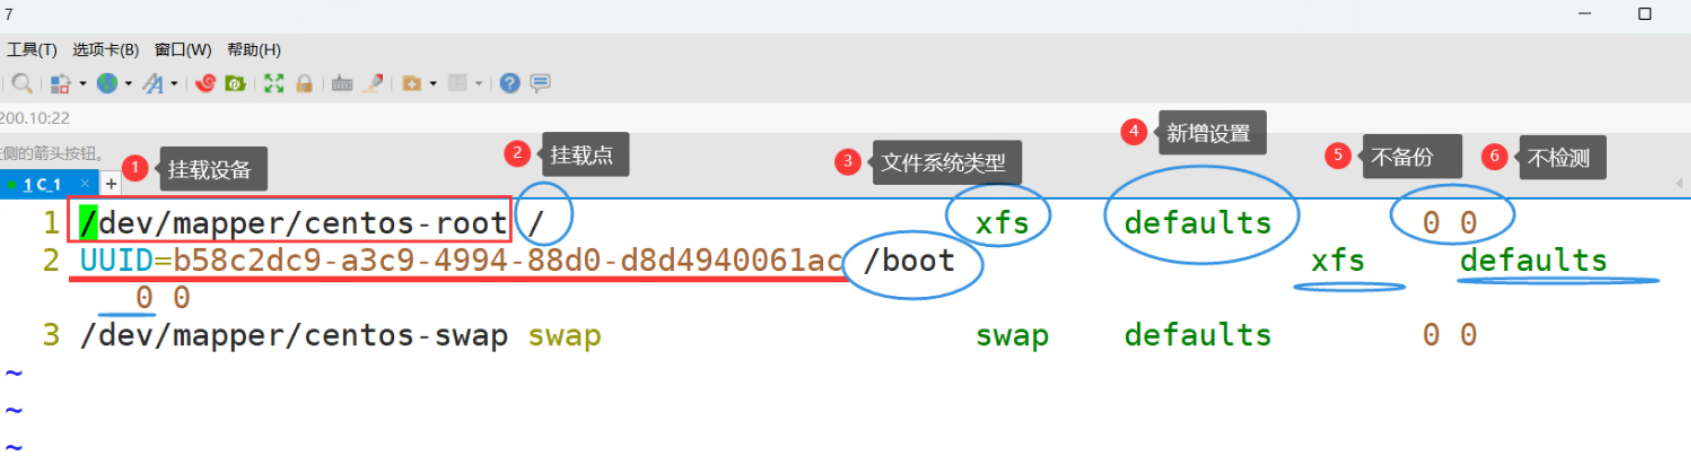 7
工具(T) 选项卡(B) 窗口(W) 帮助(H)
200.10:22
侧的箭头按钮。
1 C_1 × +
1 挂载设备
2 挂载点
3 文件系统类型
4 新增设置
5 不备份
6 不检测
1 /dev/mapper/centos-root / xfs defaults 0 0
2 UUID=b58c2dc9-a3c9-4994-88d0-d8d4940061ac /boot xfs defaults
0 0
3 /dev/mapper/centos-swap swap swap defaults 0 0
~
~
~